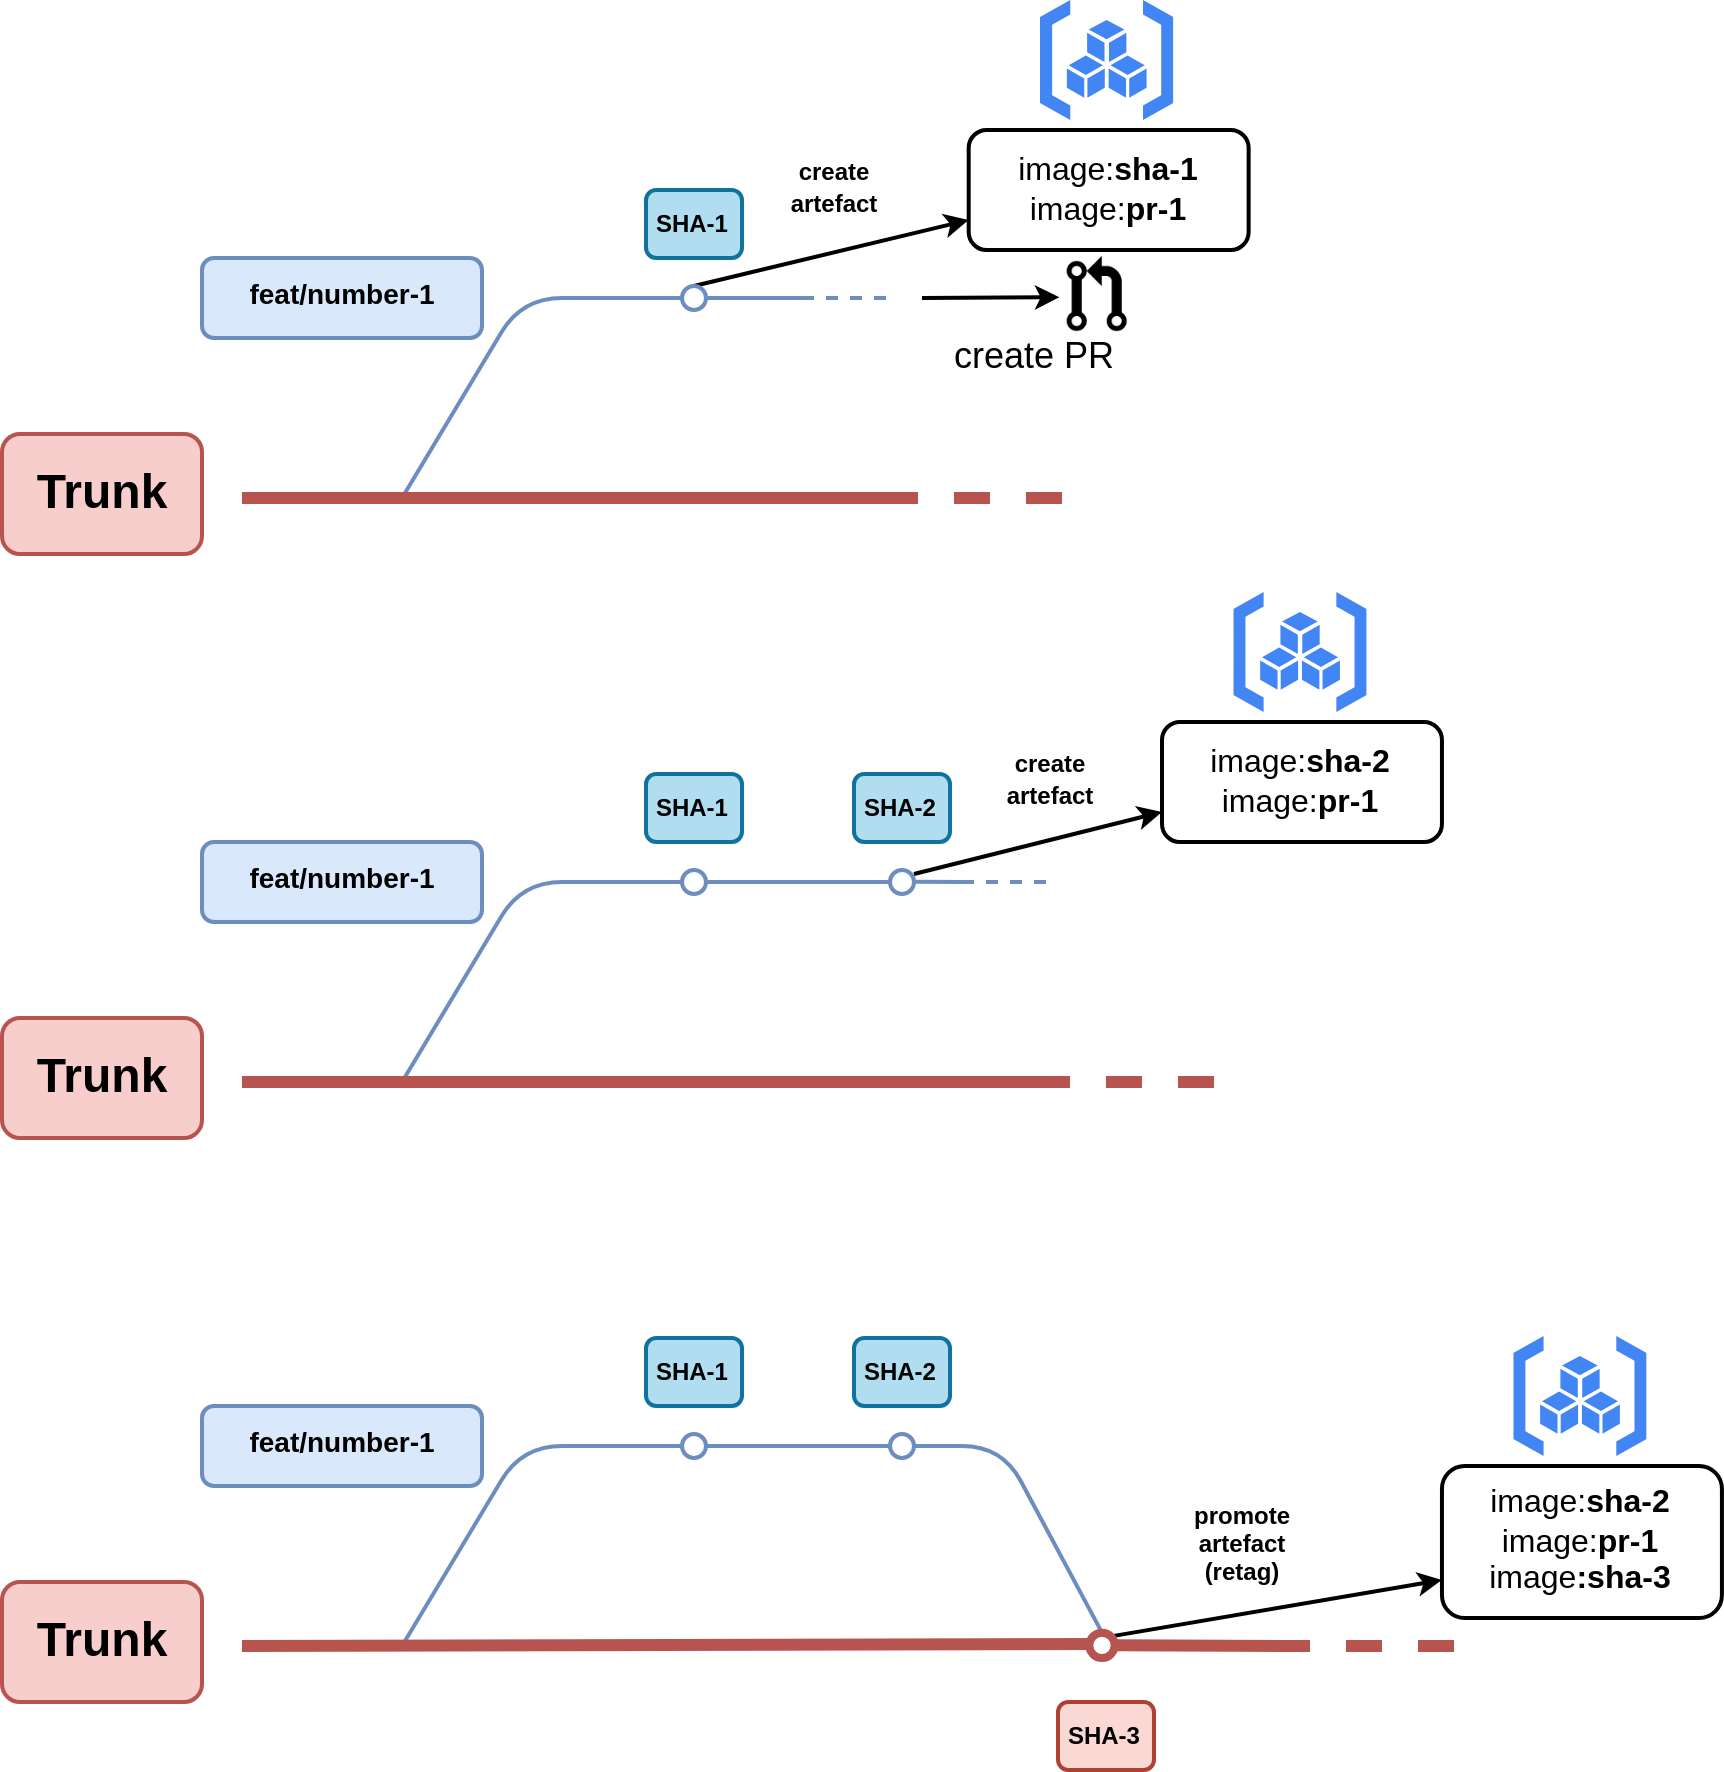 create
artefact
image:sha-1
image:pr-1
SHA-1
feat/number-1
create PR
Trunk
create
artefact
image:sha-2
image:pr-1
SHA-1
SHA-2
feat/number-1
Trunk
SHA-1
SHA-2
feat/number-1
promote
artefact
(retag)
image:sha-2
image:pr-1
image:sha-3
Trunk
SHA-3